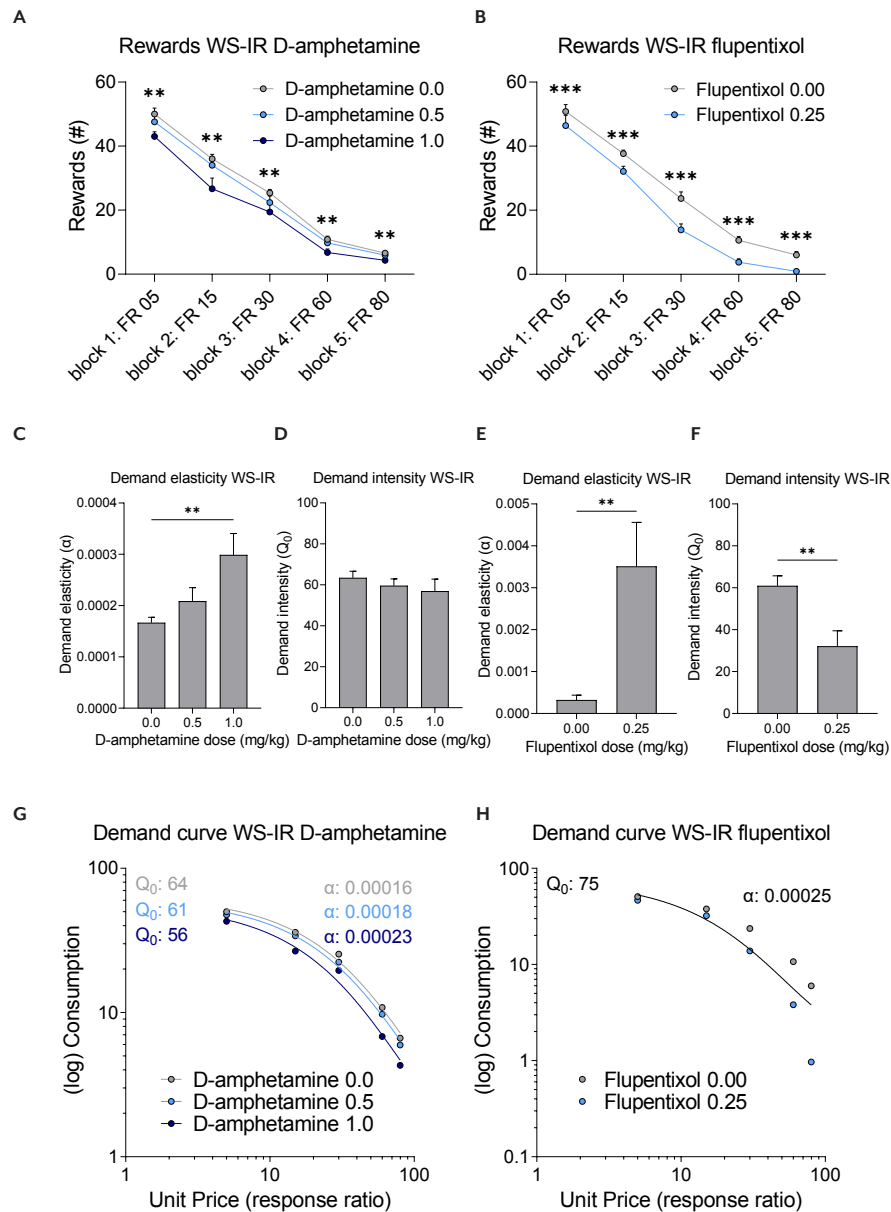 A
Rewards WS-IR D-amphetamine
Rewards (#)
60
40
20
0
D-amphetamine 0.0
D-amphetamine 0.5
D-amphetamine 1.0
**
**
**
**
**
block 1: FR 05
block 2: FR 15
block 3: FR 30
block 4: FR 60
block 5: FR 80
B
Rewards WS-IR flupentixol
Rewards (#)
60
40
20
0
Flupentixol 0.00
Flupentixol 0.25
***
***
***
***
***
block 1: FR 05
block 2: FR 15
block 3: FR 30
block 4: FR 60
block 5: FR 80
C
Demand elasticity WS-IR
Demand elasticity (α)
0.0004
0.0003
0.0002
0.0001
0.0000
**
0.0 0.5 1.0
D-amphetamine dose (mg/kg)
D
Demand intensity WS-IR
Demand intensity (Q0)
100
80
60
40
20
0
0.0 0.5 1.0
D-amphetamine dose (mg/kg)
E
Demand elasticity WS-IR
Demand elasticity (α)
0.005
0.004
0.003
0.002
0.001
0.000
**
0.00 0.25
Flupentixol dose (mg/kg)
F
Demand intensity WS-IR
Demand intensity (Q0)
100
80
60
40
20
0
**
0.00 0.25
Flupentixol dose (mg/kg)
G
Demand curve WS-IR D-amphetamine
(log) Consumption
100
10
1
Q0: 64 α: 0.00016
Q0: 61 α: 0.00018
Q0: 56 α: 0.00023
D-amphetamine 0.0
D-amphetamine 0.5
D-amphetamine 1.0
1 10 100
Unit Price (response ratio)
H
Demand curve WS-IR flupentixol
(log) Consumption
100
10
1
0.1
Q0: 75 α: 0.00025
Flupentixol 0.00
Flupentixol 0.25
1 10 100
Unit Price (response ratio)